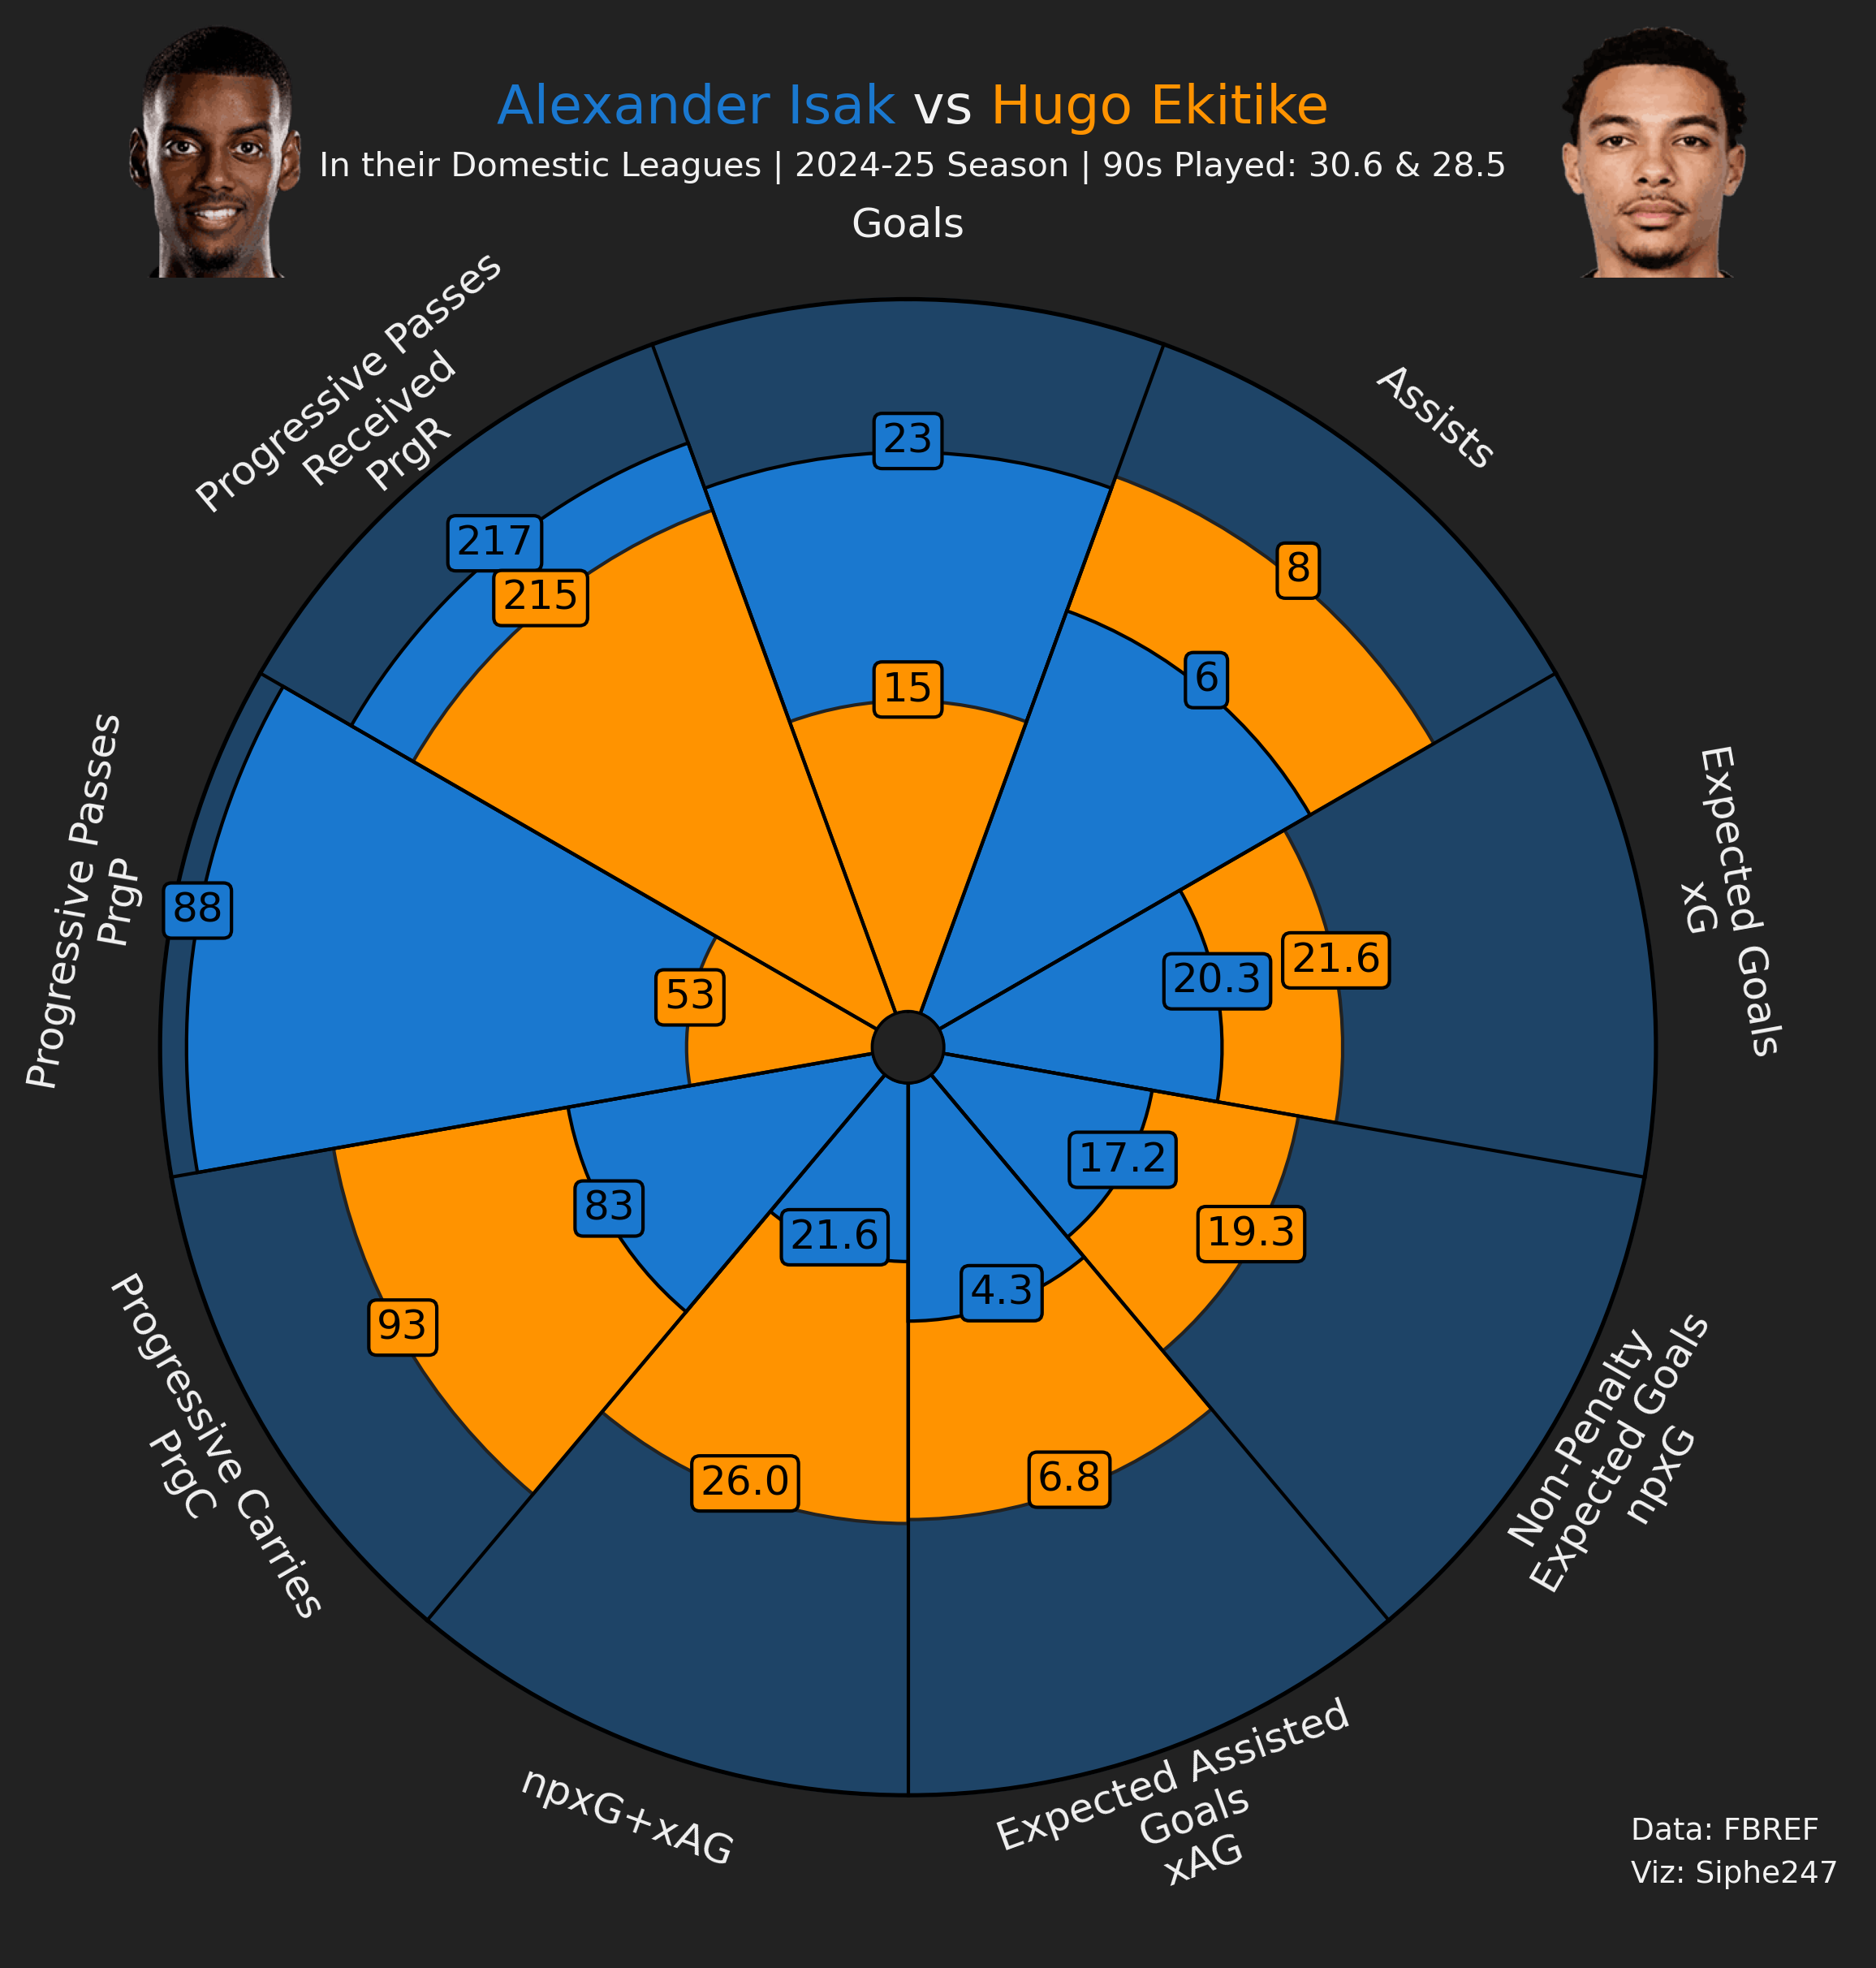 Alexander Isak vs Hugo Ekitike
In their Domestic Leagues | 2024-25 Season | 90s Played: 30.6 & 28.5
Goals
23
15
Assists
8
6
Expected Goals
xG
20.3
21.6
Non-Penalty
Expected Goals
npxG
17.2
19.3
Expected Assisted
Goals
xAG
4.3
6.8
npxG+xAG
21.6
26.0
Progressive Carries
PrgC
83
93
Progressive Passes
PrgP
88
53
Progressive Passes
Received
PrgR
217
215
Data: FBREF
Viz: Siphe247